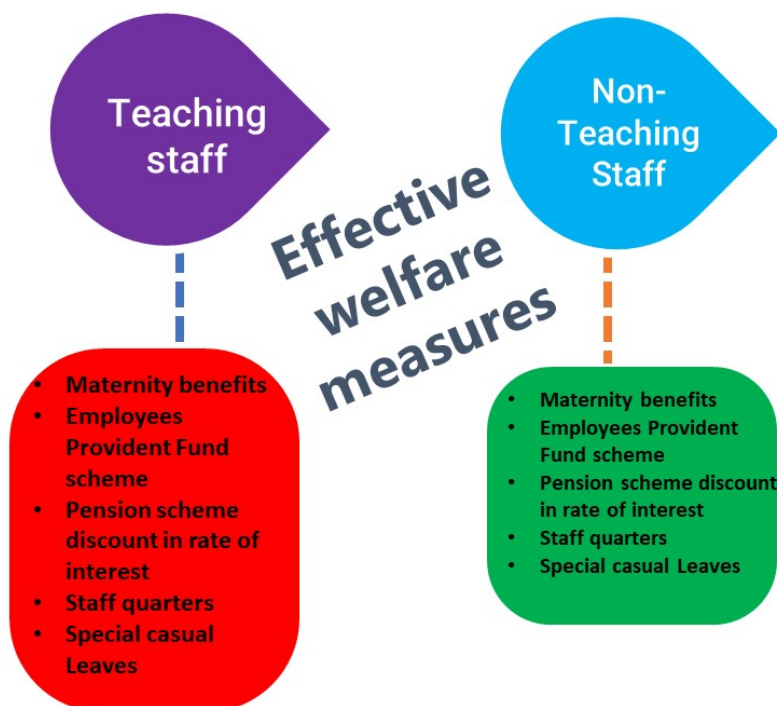 Teaching
staff
Non-
Teaching
Staff
Effective
welfare
measures
• Maternity benefits
• Employees
Provident Fund
scheme
• Pension scheme
discount in rate of
interest
• Staff quarters
• Special casual
Leaves
• Maternity benefits
• Employees Provident
Fund scheme
• Pension scheme discount
in rate of interest
• Staff quarters
• Special casual Leaves